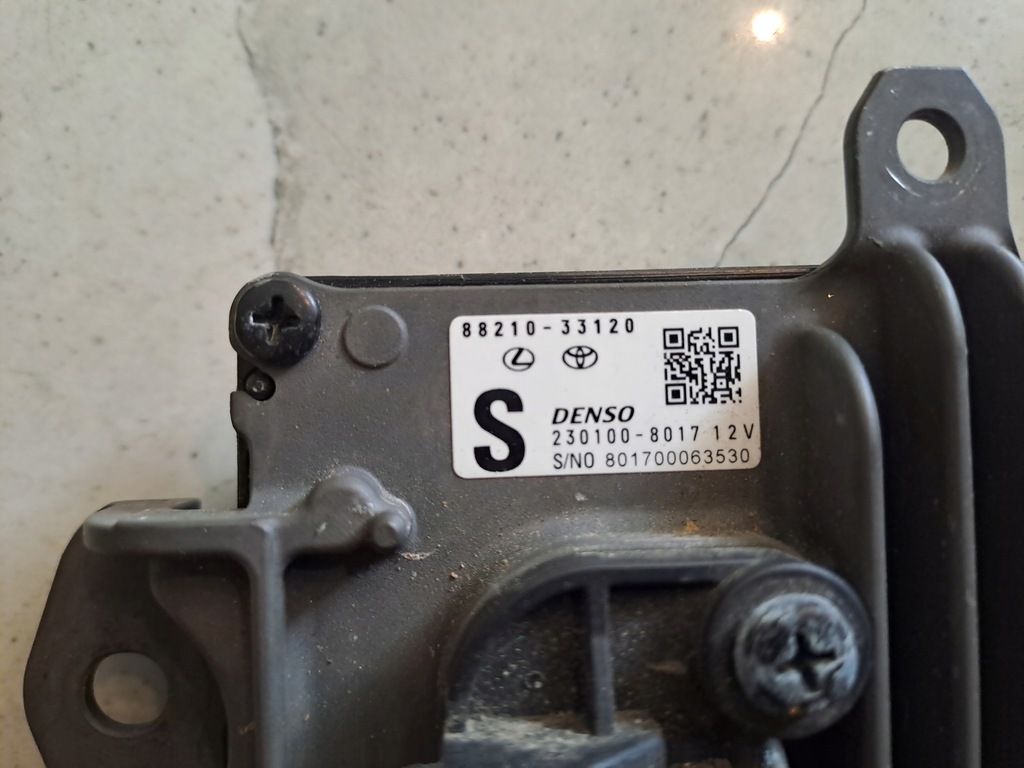 88210-33120
S
DENSO
230100-8017 12V
S/NO 801700063530